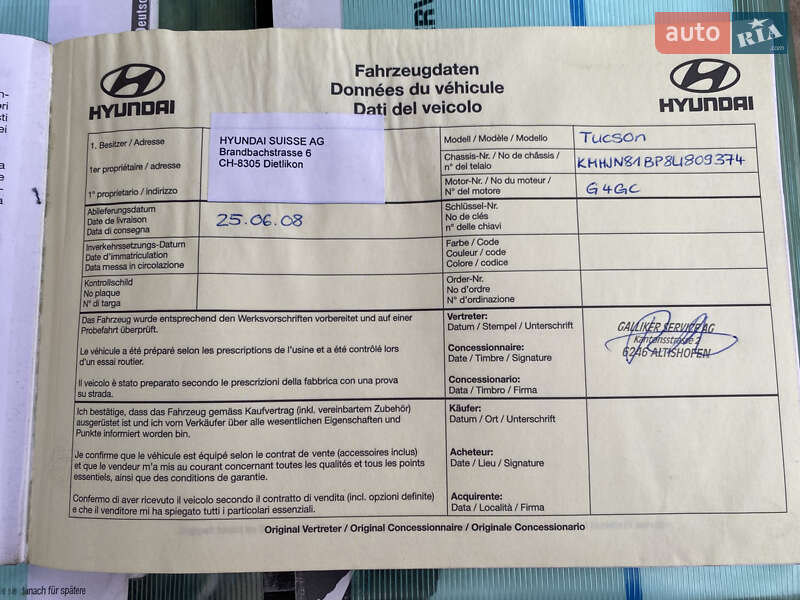 auto RIA .com
Deutsch
HYUNDAI
Fahrzeugdaten
Données du véhicule
Dati del veicolo
HYUNDAI
1. Besitzer / Adresse
1er propriétaire / adresse
1° proprietario / indirizzo
HYUNDAI SUISSE AG
Brandbachstrasse 6
CH-8305 Dietlikon
Modell / Modèle / Modello
Tucson
Chassis-Nr. / No de châssis /
n° del telaio
KMHJN81BP8U809374
Motor-Nr. / No du moteur /
N° del motore
G4GC
Ablieferungsdatum
Date de livraison
Data di consegna
25.06.08
Schlüssel-Nr.
No de clés
n° delle chiavi
Inverkehrssetzungs-Datum
Date d'immatriculation
Data messa in circolazione
Farbe / Code
Couleur / code
Colore / codice
Kontrollschild
No plaque
N° di targa
Order-Nr.
No d'ordre
N° d'ordinazione
Das Fahrzeug wurde entsprechend den Werksvorschriften vorbereitet und auf einer
Probefahrt überprüft.
Le véhicule a été préparé selon les prescriptions de l'usine et a été contrôlé lors
d'un essai routier.
Il veicolo è stato preparato secondo le prescrizioni della fabbrica con una prova
su strada.
Vertreter:
Datum / Stempel / Unterschrift
Concessionnaire:
Date / Timbre / Signature
Concessionario:
Data / Timbro / Firma
GALLIKER SERVICE AG
Kantonsstrasse 2
6246 ALTISHOFEN
Ich bestätige, dass das Fahrzeug gemäss Kaufvertrag (inkl. vereinbartem Zubehör)
ausgerüstet ist und ich vom Verkäufer über alle wesentlichen Eigenschaften und
Punkte informiert worden bin.
Je confirme que la véhicule est équipé selon le contrat de vente (accessoires inclus)
et que le vendeur m'a mis au courant concernant toutes les qualités et tous les points
essentiels, ainsi que des conditions de garantie.
Confermo di aver ricevuto il veicolo secondo il contratto di vendita (incl. opzioni definite)
e che il venditore mi ha spiegato tutti i particolari essenziali.
Käufer:
Datum / Ort / Unterschrift
Acheteur:
Date / Lieu / Signature
Acquirente:
Data / Località / Firma
Original Vertreter / Original Concessionnaire / Originale Concessionario
danach für spätere